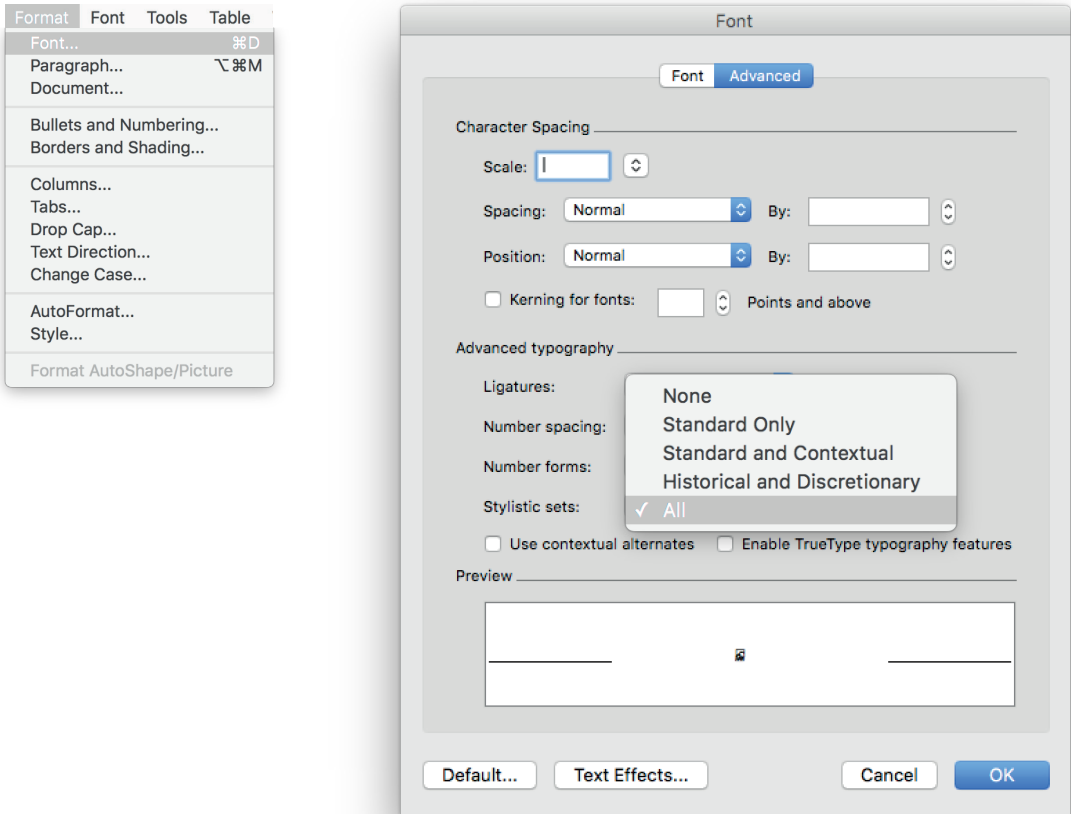 Format Font Tools Table
Font... ⌘D
Paragraph... ⌥⌘M
Document...
Bullets and Numbering...
Borders and Shading...
Columns...
Tabs...
Drop Cap...
Text Direction...
Change Case...
AutoFormat...
Style...
Format AutoShape/Picture
Font
Font Advanced
Character Spacing
Scale:
Spacing: Normal By:
Position: Normal By:
Kerning for fonts: Points and above
Advanced typography
Ligatures:
Number spacing:
Number forms:
Stylistic sets:
None
Standard Only
Standard and Contextual
Historical and Discretionary
✓ All
Use contextual alternates Enable TrueType typography features
Preview
Default... Text Effects... Cancel OK